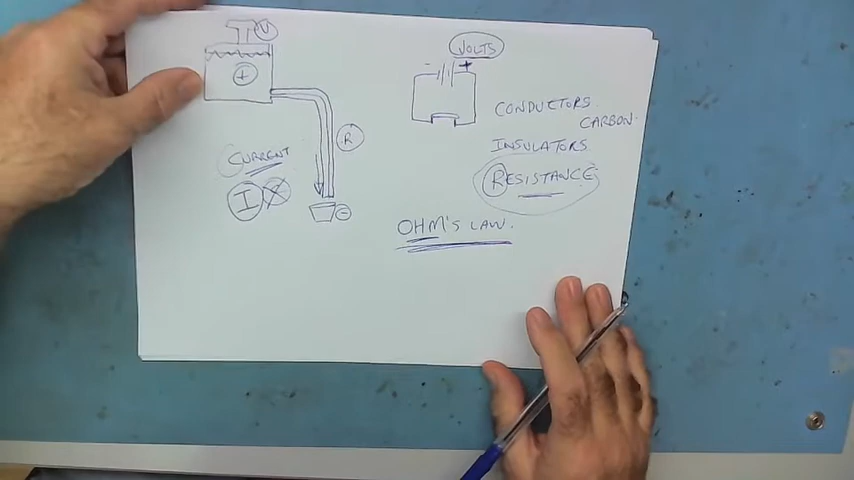 V
+
R
CURRENT
I
-
VOLTS
- +
CONDUCTORS.
CARBON.
INSULATORS
RESISTANCE
OHM'S LAW.